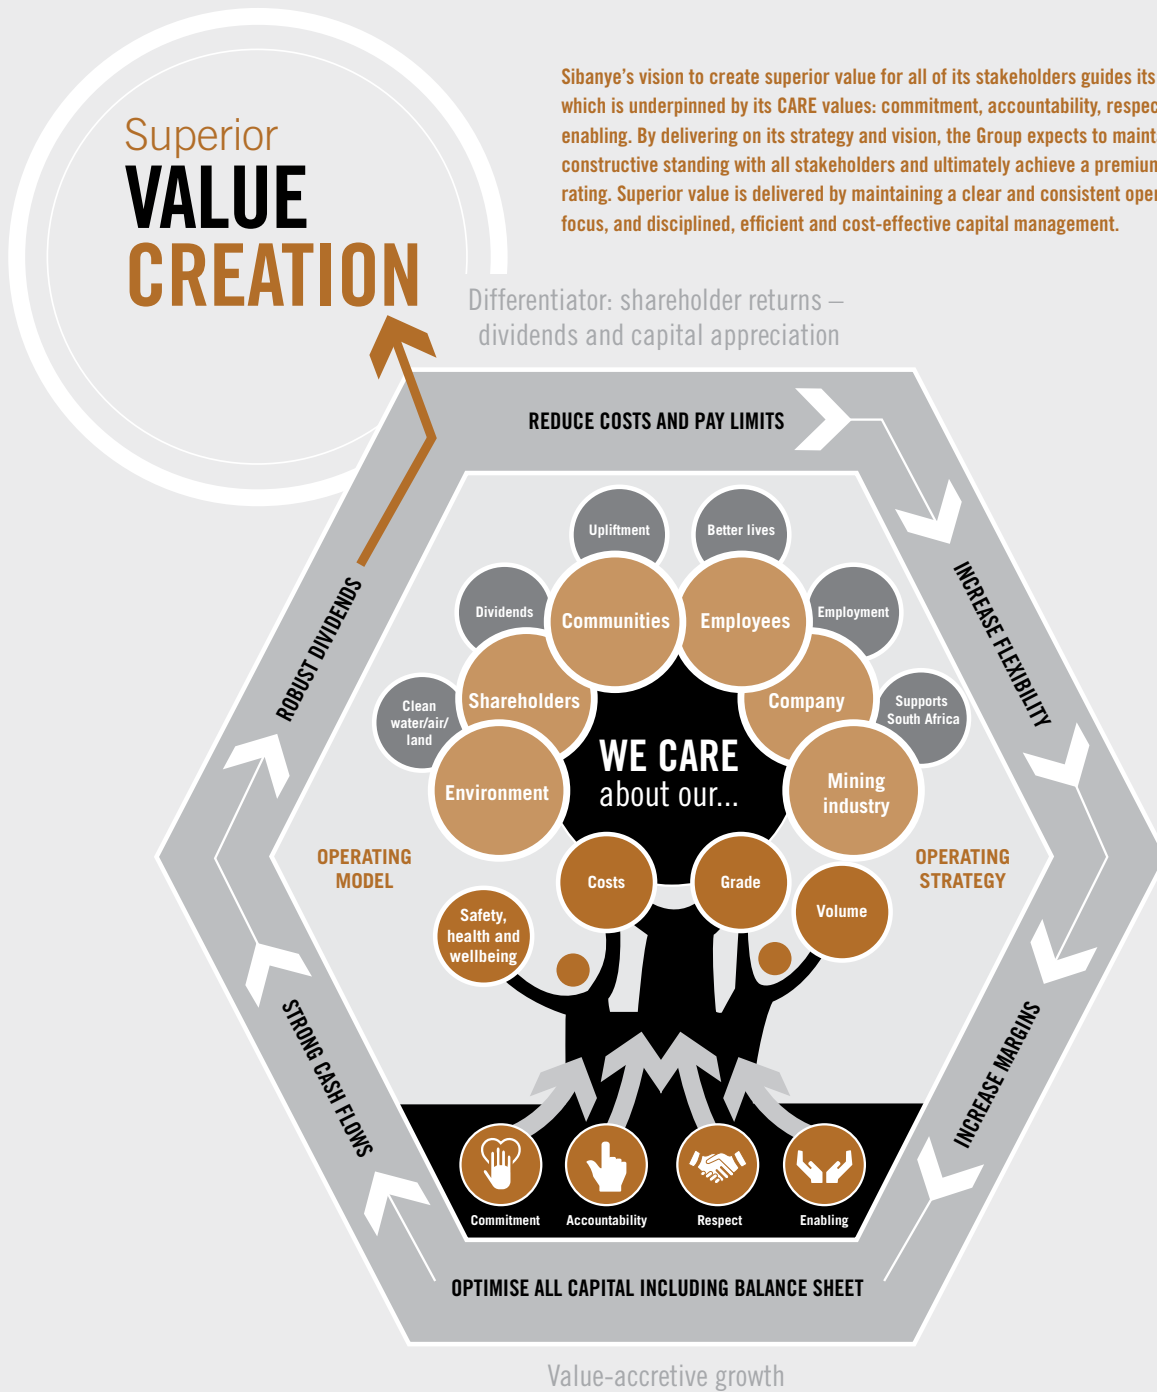 Superior
VALUE
CREATION
Sibanye's vision to create superior value for all of its stakeholders guides its
which is underpinned by its CARE values: commitment, accountability,
enabling. By delivering on its strategy and vision, the Group expects to
constructive standing with all stakeholders and ultimately achieve a premium
rating. Superior value is delivered by maintaining a clear and consistent
focus, and disciplined, efficient and cost-effective capital management.
Differentiator: shareholder returns –
dividends and capital appreciation
REDUCE COSTS AND PAY LIMITS
INCREASE FLEXIBILITY
INCREASE MARGINS
OPTIMISE ALL CAPITAL INCLUDING BALANCE SHEET
STRONG CASH FLOWS
ROBUST DIVIDENDS
Upliftment
Better lives
Dividends
Employment
Clean
water/air/
land
Supports
South Africa
Communities
Employees
Shareholders
Company
Environment
Mining
industry
WE CARE
about our...
OPERATING
MODEL
OPERATING
STRATEGY
Costs
Grade
Safety,
health and
wellbeing
Volume
Commitment
Accountability
Respect
Enabling
Value-accretive growth